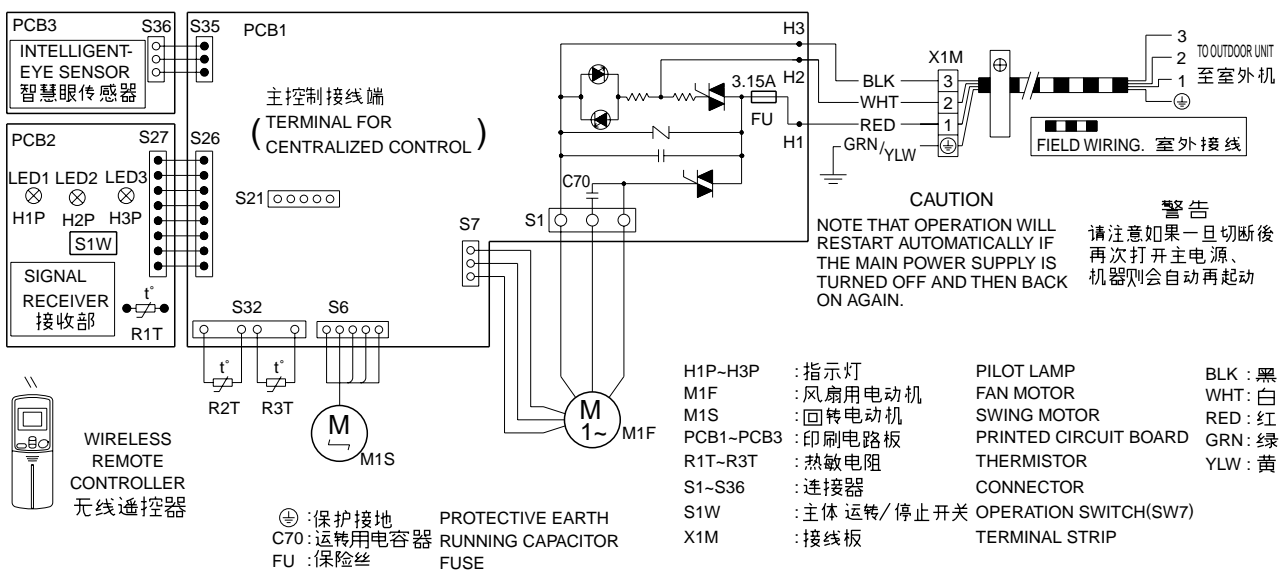 PCB3
S36
S35
PCB1
INTELLIGENT-
EYE SENSOR
智慧眼传感器
主控制接线端
TERMINAL FOR
CENTRALIZED CONTROL
PCB2
S27
S26
LED1 LED2 LED3
H1P
H2P
H3P
S1W
SIGNAL
RECEIVER
接收部
t°
R1T
S21
S7
S1
C70
S32
S6
t°
R2T
t°
R3T
M
M1S
M
1~
M1F
H3
H2
H1
3.15A
FU
BLK
WHT
RED
GRN/YLW
X1M
3
2
1
3
2
1
TO OUTDOOR UNIT
至室外机
FIELD WIRING. 室外接线
CAUTION
NOTE THAT OPERATION WILL
RESTART AUTOMATICALLY IF
THE MAIN POWER SUPPLY IS
TURNED OFF AND THEN BACK
ON AGAIN.
警告
请注意如果一旦切断後
再次打开主电源、
机器则会自动再起动
WIRELESS
REMOTE
CONTROLLER
无线遥控器
:保护接地 PROTECTIVE EARTH
C70:运转用电容器 RUNNING CAPACITOR
FU :保险丝 FUSE
H1P~H3P :指示灯 PILOT LAMP
M1F :风扇用电动机 FAN MOTOR
M1S :回转电动机 SWING MOTOR
PCB1~PCB3 :印刷电路板 PRINTED CIRCUIT BOARD
R1T~R3T :热敏电阻 THERMISTOR
S1~S36 :连接器 CONNECTOR
S1W :主体 运转/停止开关 OPERATION SWITCH(SW7)
X1M :接线板 TERMINAL STRIP
BLK : 黑
WHT: 白
RED : 红
GRN: 绿
YLW : 黄